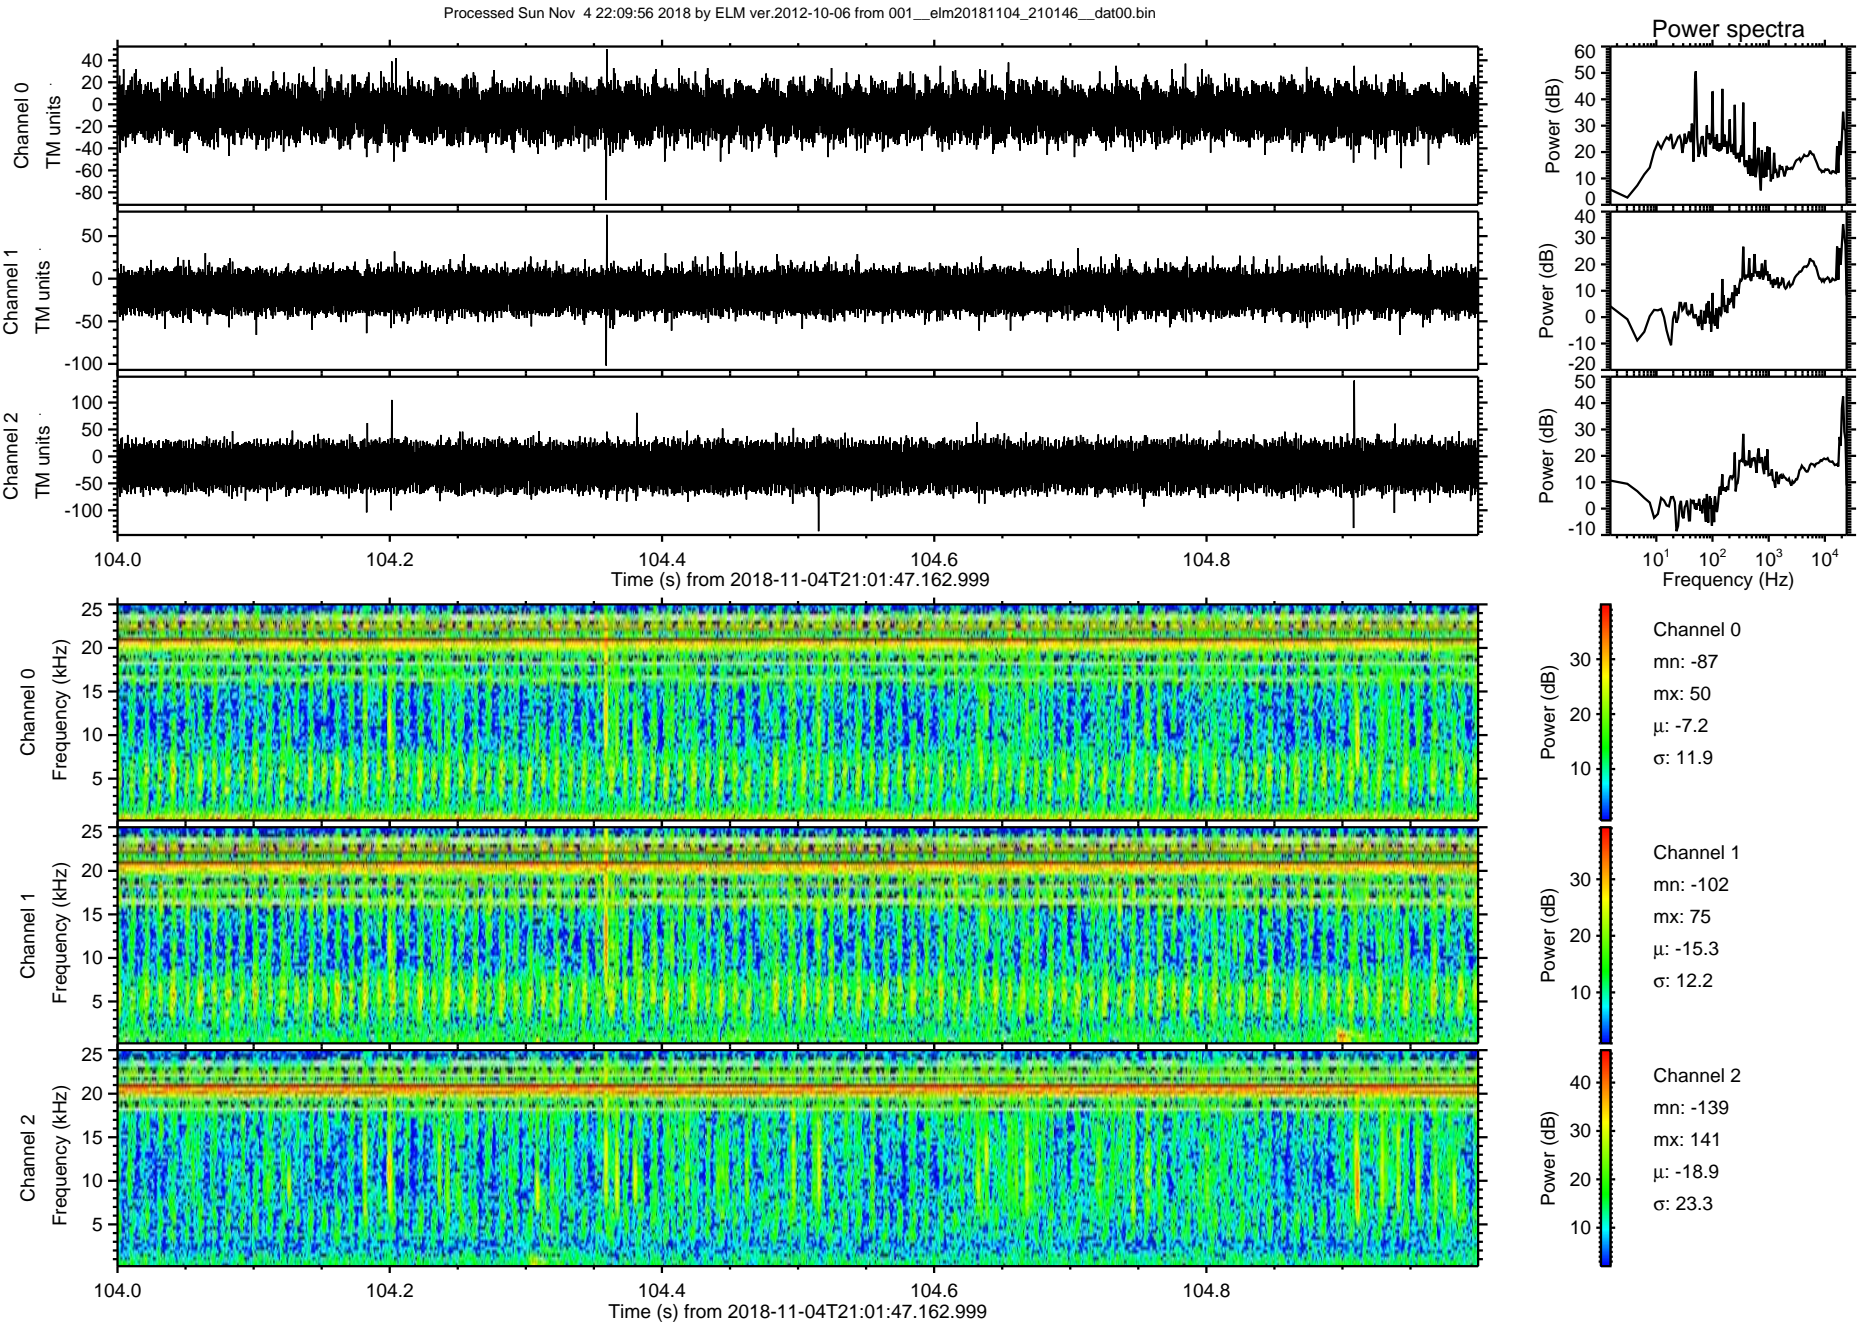 Processed Sun Nov  4 22:09:56 2018 by ELM ver.2012-10-06 from 001__elm20181104_210146__dat00.bin
Power spectra
Channel 0
TM units
40
20
0
-20
-40
-60
-80
Power (dB)
60
50
40
30
20
10
0
Channel 1
TM units
50
0
-50
-100
Power (dB)
40
30
20
10
0
-10
-20
Channel 2
TM units
100
50
0
-50
-100
Power (dB)
50
40
30
20
10
0
-10
104.0 104.2 104.4 104.6 104.8
Time (s) from 2018-11-04T21:01:47.162.999
10^1 10^2 10^3 10^4
Frequency (Hz)
Channel 0
Frequency (kHz)
25
20
15
10
5
Power (dB)
30
20
10
Channel 0
mn: -87
mx: 50
μ: -7.2
σ: 11.9
Channel 1
Frequency (kHz)
25
20
15
10
5
Power (dB)
30
20
10
Channel 1
mn: -102
mx: 75
μ: -15.3
σ: 12.2
Channel 2
Frequency (kHz)
25
20
15
10
5
Power (dB)
40
30
20
10
Channel 2
mn: -139
mx: 141
μ: -18.9
σ: 23.3
104.0 104.2 104.4 104.6 104.8
Time (s) from 2018-11-04T21:01:47.162.999